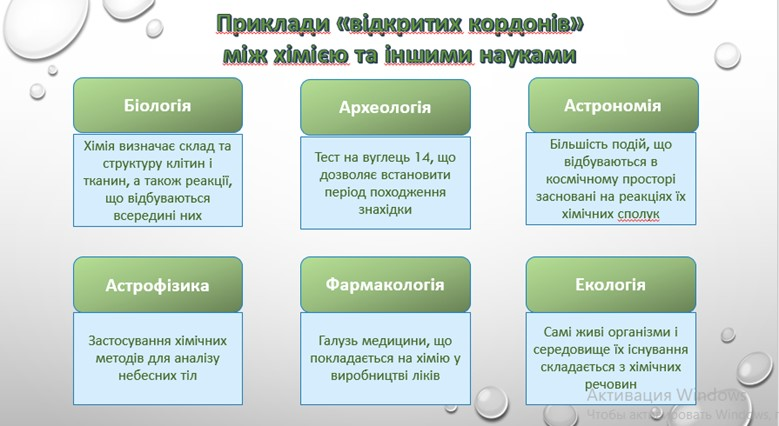 Приклади «відкритих кордонів»
між хімією та іншими науками
Біологія
Хімія визначає склад та
структуру клітин і
тканин, а також реакції,
що відбуваються
всередині них
Археологія
Тест на вуглець 14, що
дозволяє встановити
період походження
знахідки
Астрономія
Більшість подій, що
відбуваються в
космічному просторі
засновані на реакціях їх
хімічних сполук
Астрофізика
Застосування хімічних
методів для аналізу
небесних тіл
Фармакологія
Галузь медицини, що
покладається на хімію у
виробництві ліків
Екологія
Самі живі організми і
середовище їх існування
складається з хімічних
речовин
Активация Windows
Чтобы активировать Windows,